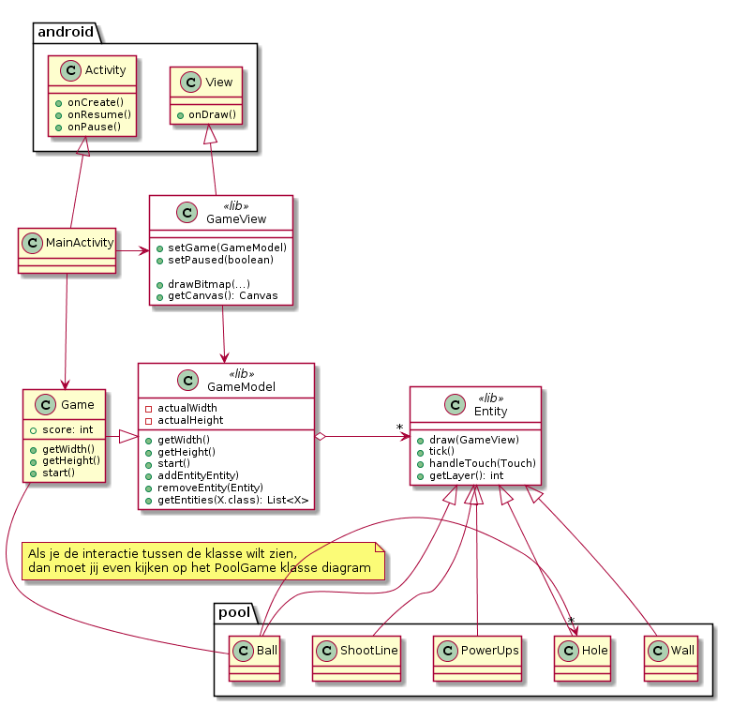 android
C Activity
onCreate()
onResume()
onPause()
C View
onDraw()
C «lib»
GameView
setGame(GameModel)
setPaused(boolean)
drawBitmap(...)
getCanvas(): Canvas
C MainActivity
C «lib»
GameModel
actualWidth
actualHeight
getWidth()
getHeight()
start()
addEntityEntity)
removeEntity(Entity)
getEntities(X.class): List<X>
C Game
score: int
getWidth()
getHeight()
start()
*
C «lib»
Entity
draw(GameView)
tick()
handleTouch(Touch)
getLayer(): int
Als je de interactie tussen de klasse wilt zien,
dan moet jij even kijken op het PoolGame klasse diagram
pool
*
C Ball
C ShootLine
C PowerUps
C Hole
C Wall